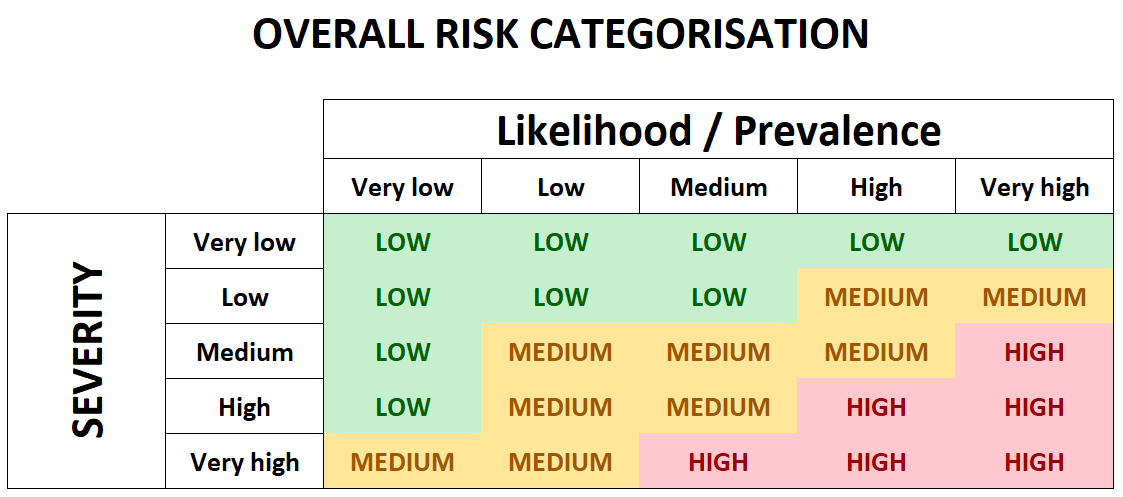 OVERALL RISK CATEGORISATION
Likelihood / Prevalence
Very low Low Medium High Very high
SEVERITY
Very low LOW LOW LOW LOW LOW
Low LOW LOW LOW MEDIUM MEDIUM
Medium LOW MEDIUM MEDIUM MEDIUM HIGH
High LOW MEDIUM MEDIUM HIGH HIGH
Very high MEDIUM MEDIUM HIGH HIGH HIGH